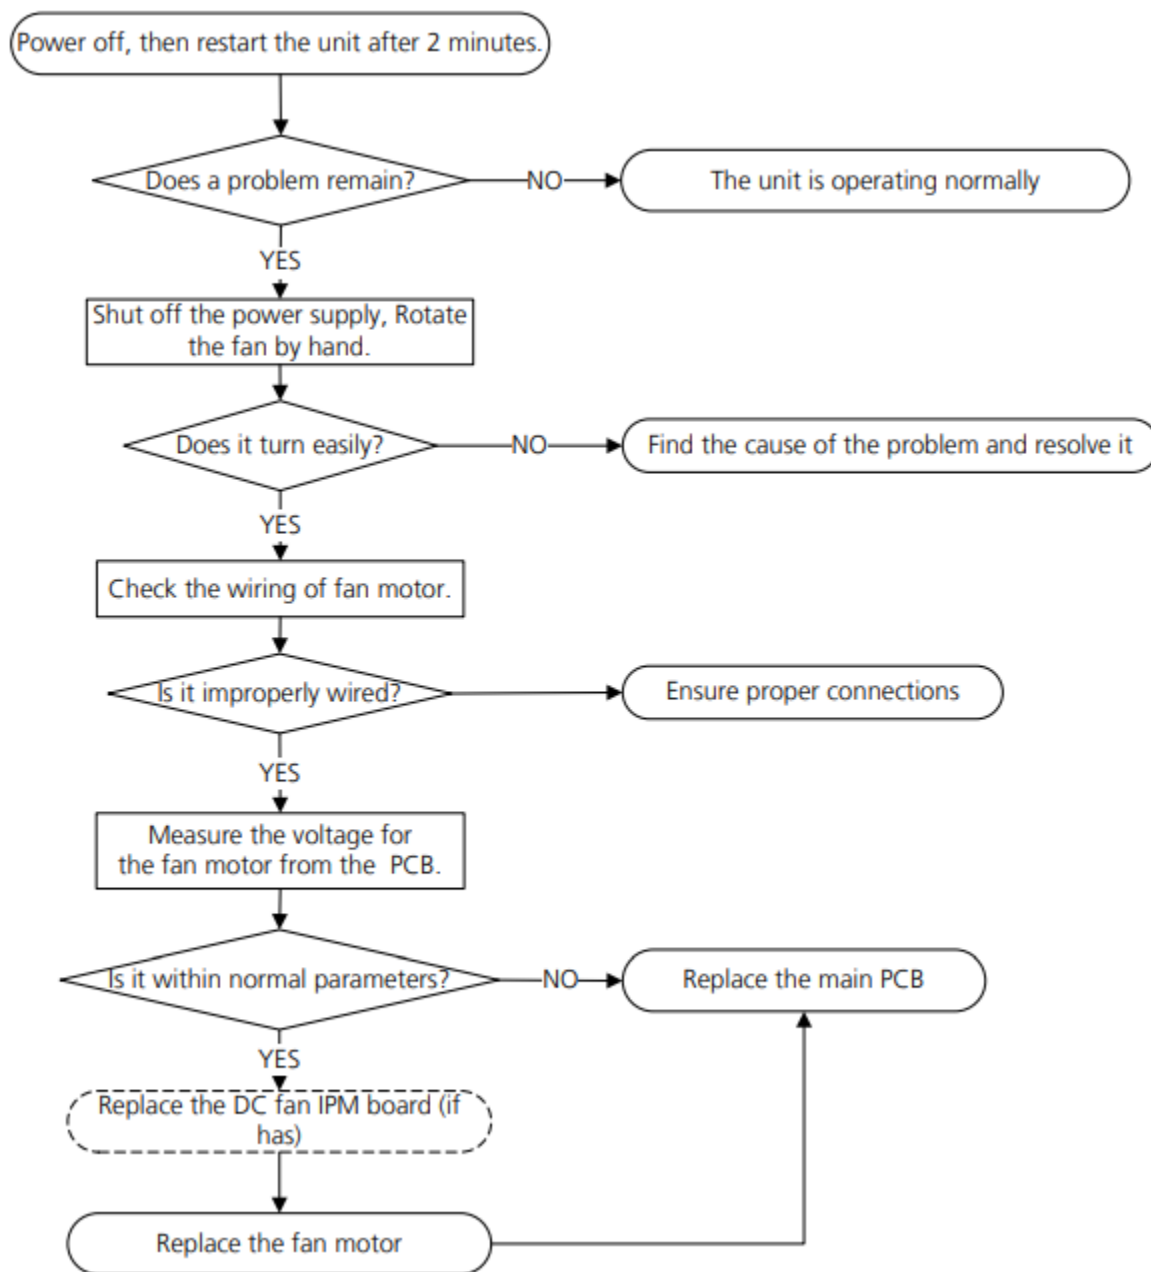 Power off, then restart the unit after 2 minutes.
Does a problem remain?
NO
The unit is operating normally
YES
Shut off the power supply, Rotate
the fan by hand.
Does it turn easily?
NO
Find the cause of the problem and resolve it
YES
Check the wiring of fan motor.
Is it improperly wired?
Ensure proper connections
YES
Measure the voltage for
the fan motor from the PCB.
Is it within normal parameters?
NO
Replace the main PCB
YES
Replace the DC fan IPM board (if
has)
Replace the fan motor